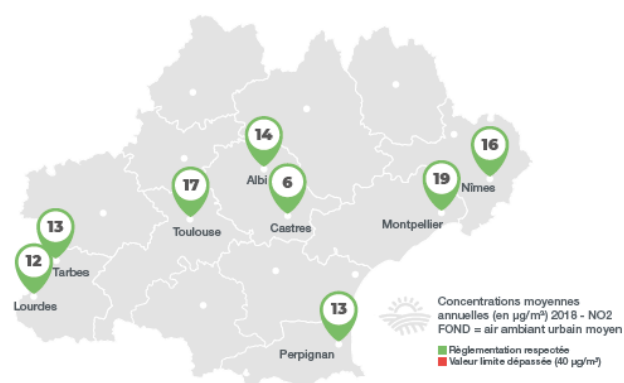 14
16
Albi
6
Nîmes
17
19
Castres
Montpellier
Toulouse
13
Tarbes
12
Lourdes
13
Perpignan
Concentrations moyennes
annuelles (en µg/m³) 2018 - NO2
FOND = air ambiant urbain moyen
Règlementation respectée
Valeur limite dépassée (40 µg/m³)